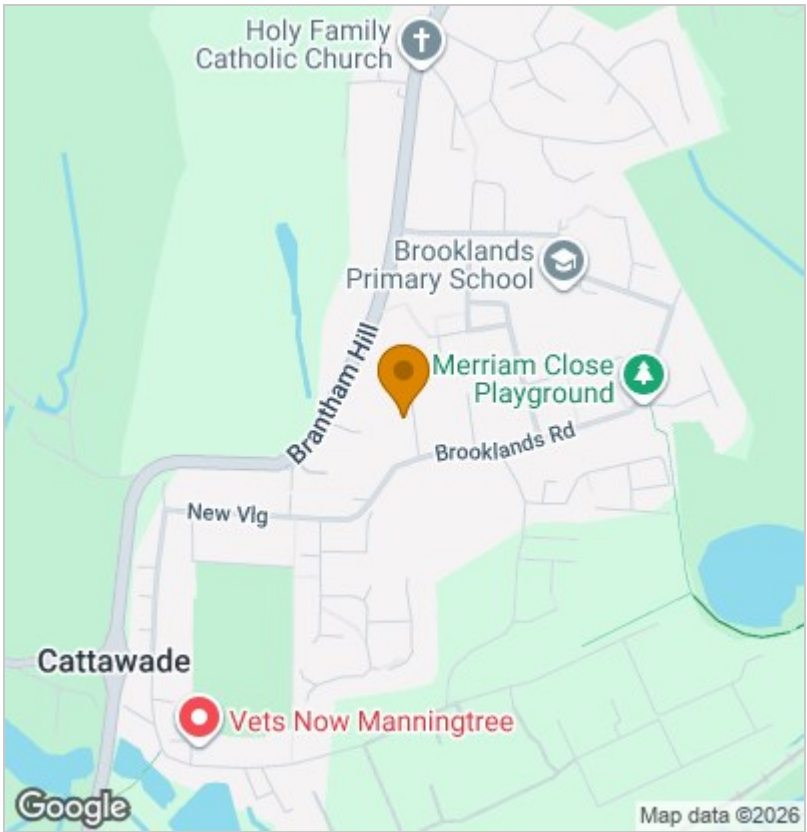 Holy Family
Catholic Church
Brooklands
Primary School
Brantham Hill
Merriam Close
Playground
Brooklands Rd
New Vlg
Cattawade
Vets Now Manningtree
Google
Map data ©2026